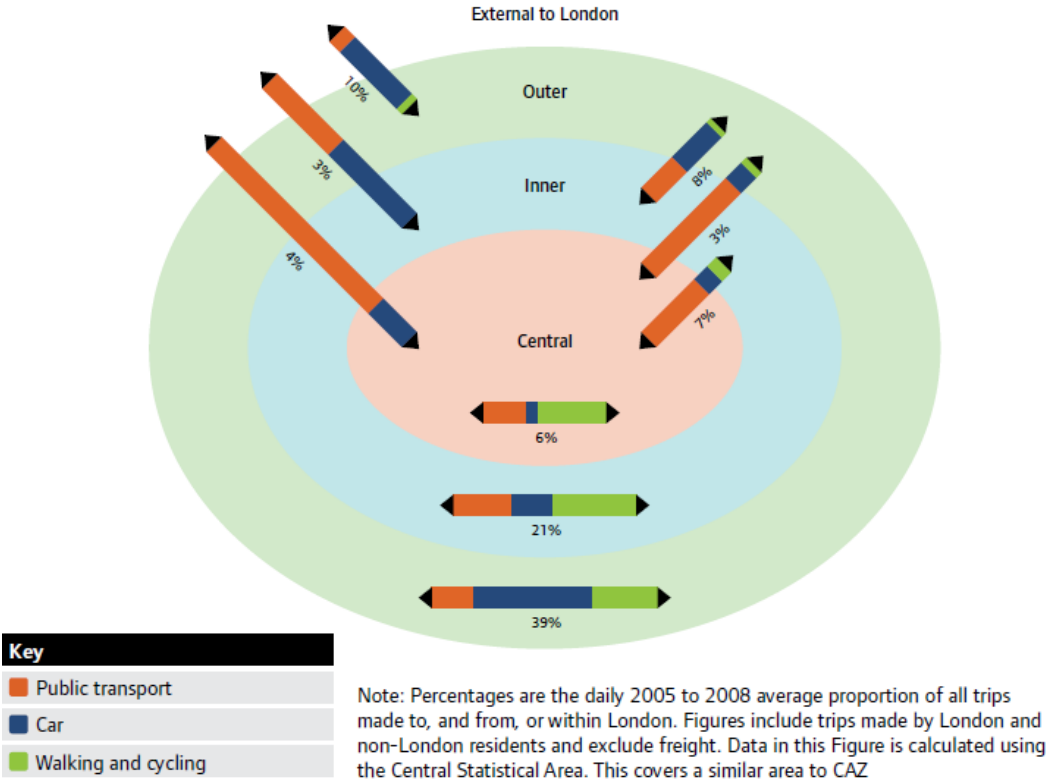 External to London
Outer
10%
3%
Inner
8%
3%
4%
7%
Central
6%
21%
39%
Key
Public transport
Car
Walking and cycling
Note: Percentages are the daily 2005 to 2008 average proportion of all trips
made to, and from, or within London. Figures include trips made by London and
non-London residents and exclude freight. Data in this Figure is calculated using
the Central Statistical Area. This covers a similar area to CAZ